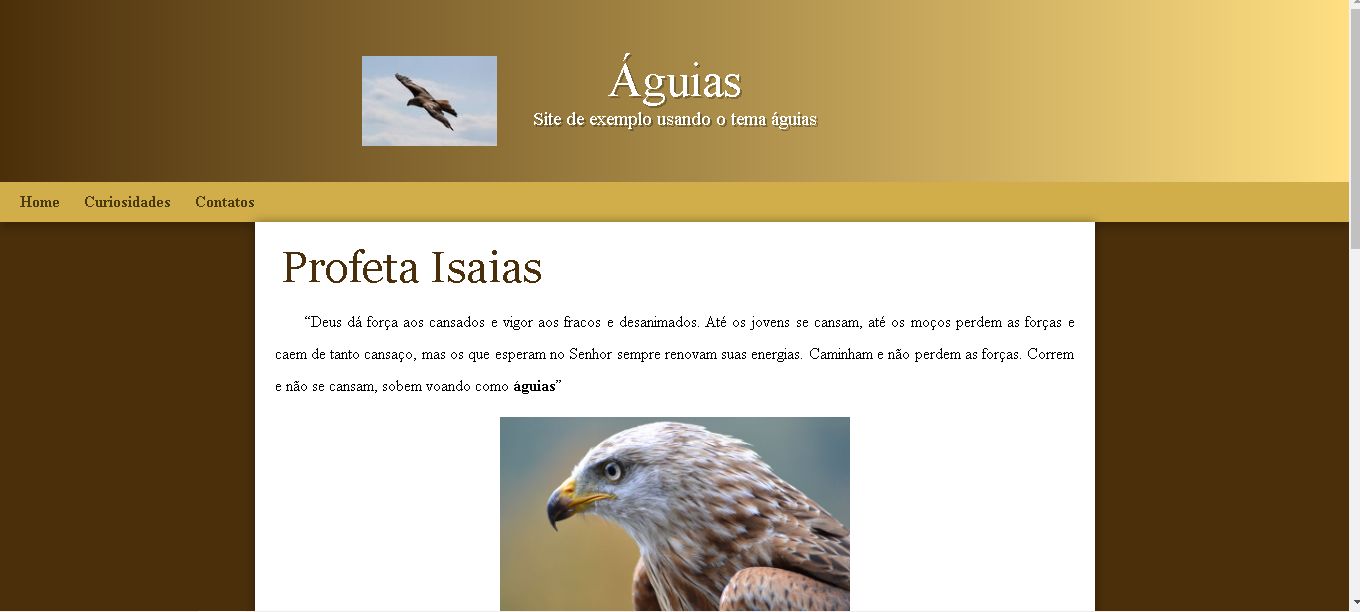 Águias
Site de exemplo usando o tema águias
Home Curiosidades Contatos
Profeta Isaias
“Deus dá força aos cansados e vigor aos fracos e desanimados. Até os jovens se cansam, até os moços perdem as forças e
caem de tanto cansaço, mas os que esperam no Senhor sempre renovam suas energias. Caminham e não perdem as forças. Correm
e não se cansam, sobem voando como águias”